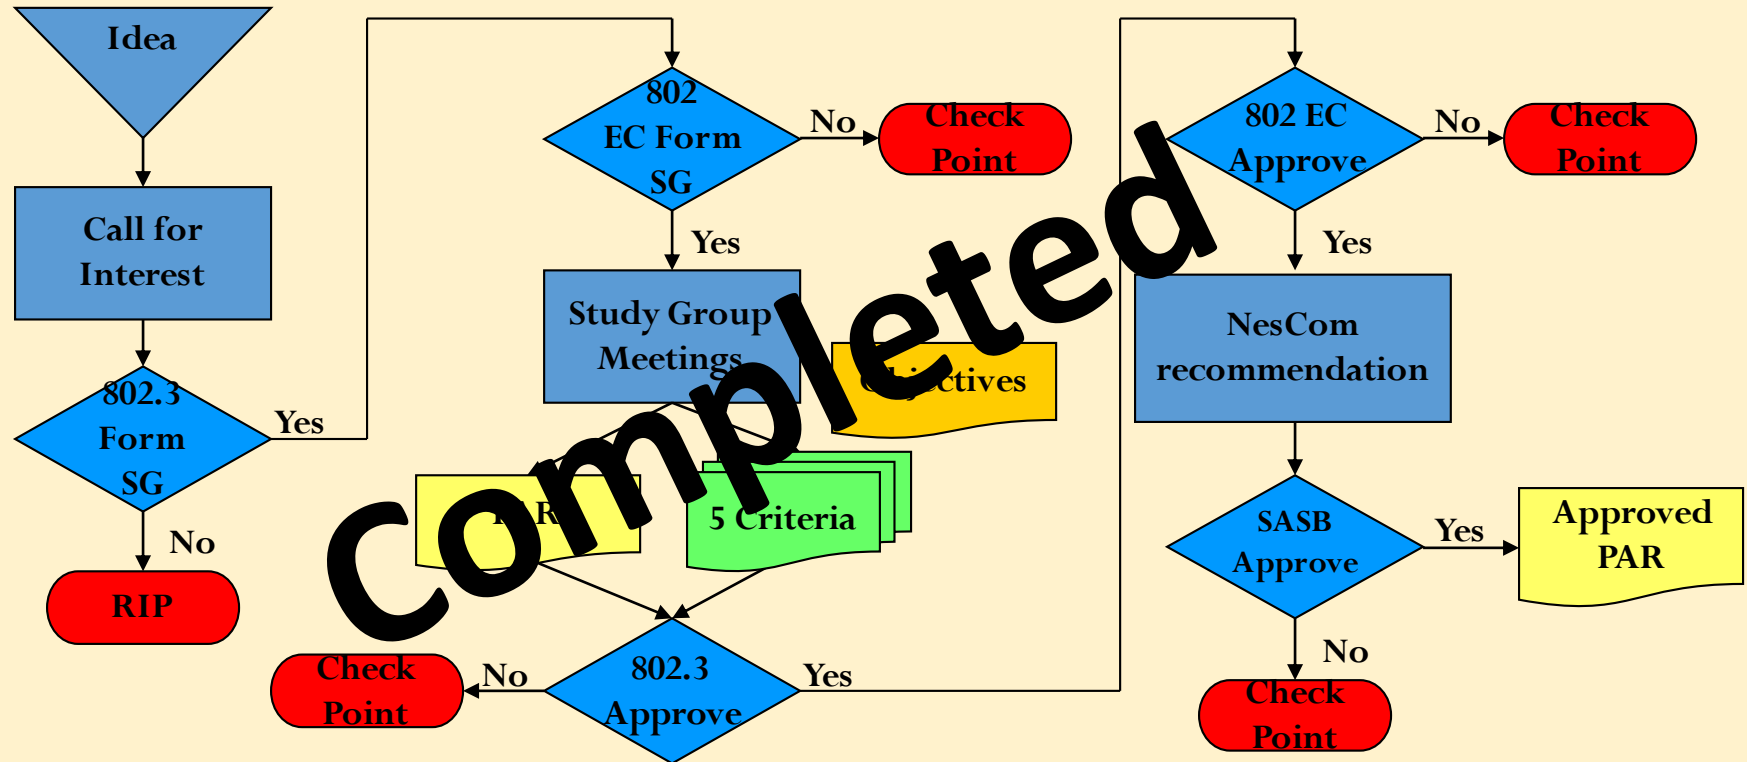 Idea
Call for
Interest
802.3
Form
SG
Yes
No
RIP
802
EC Form
SG
No
Check
Point
Yes
Study Group
Meetings
Objectives
PAR
5 Criteria
802.3
Approve
No
Check
Point
Yes
802 EC
Approve
No
Check
Point
Yes
NesCom
recommendation
SASB
Approve
Yes
Approved
PAR
No
Check
Point
Completed